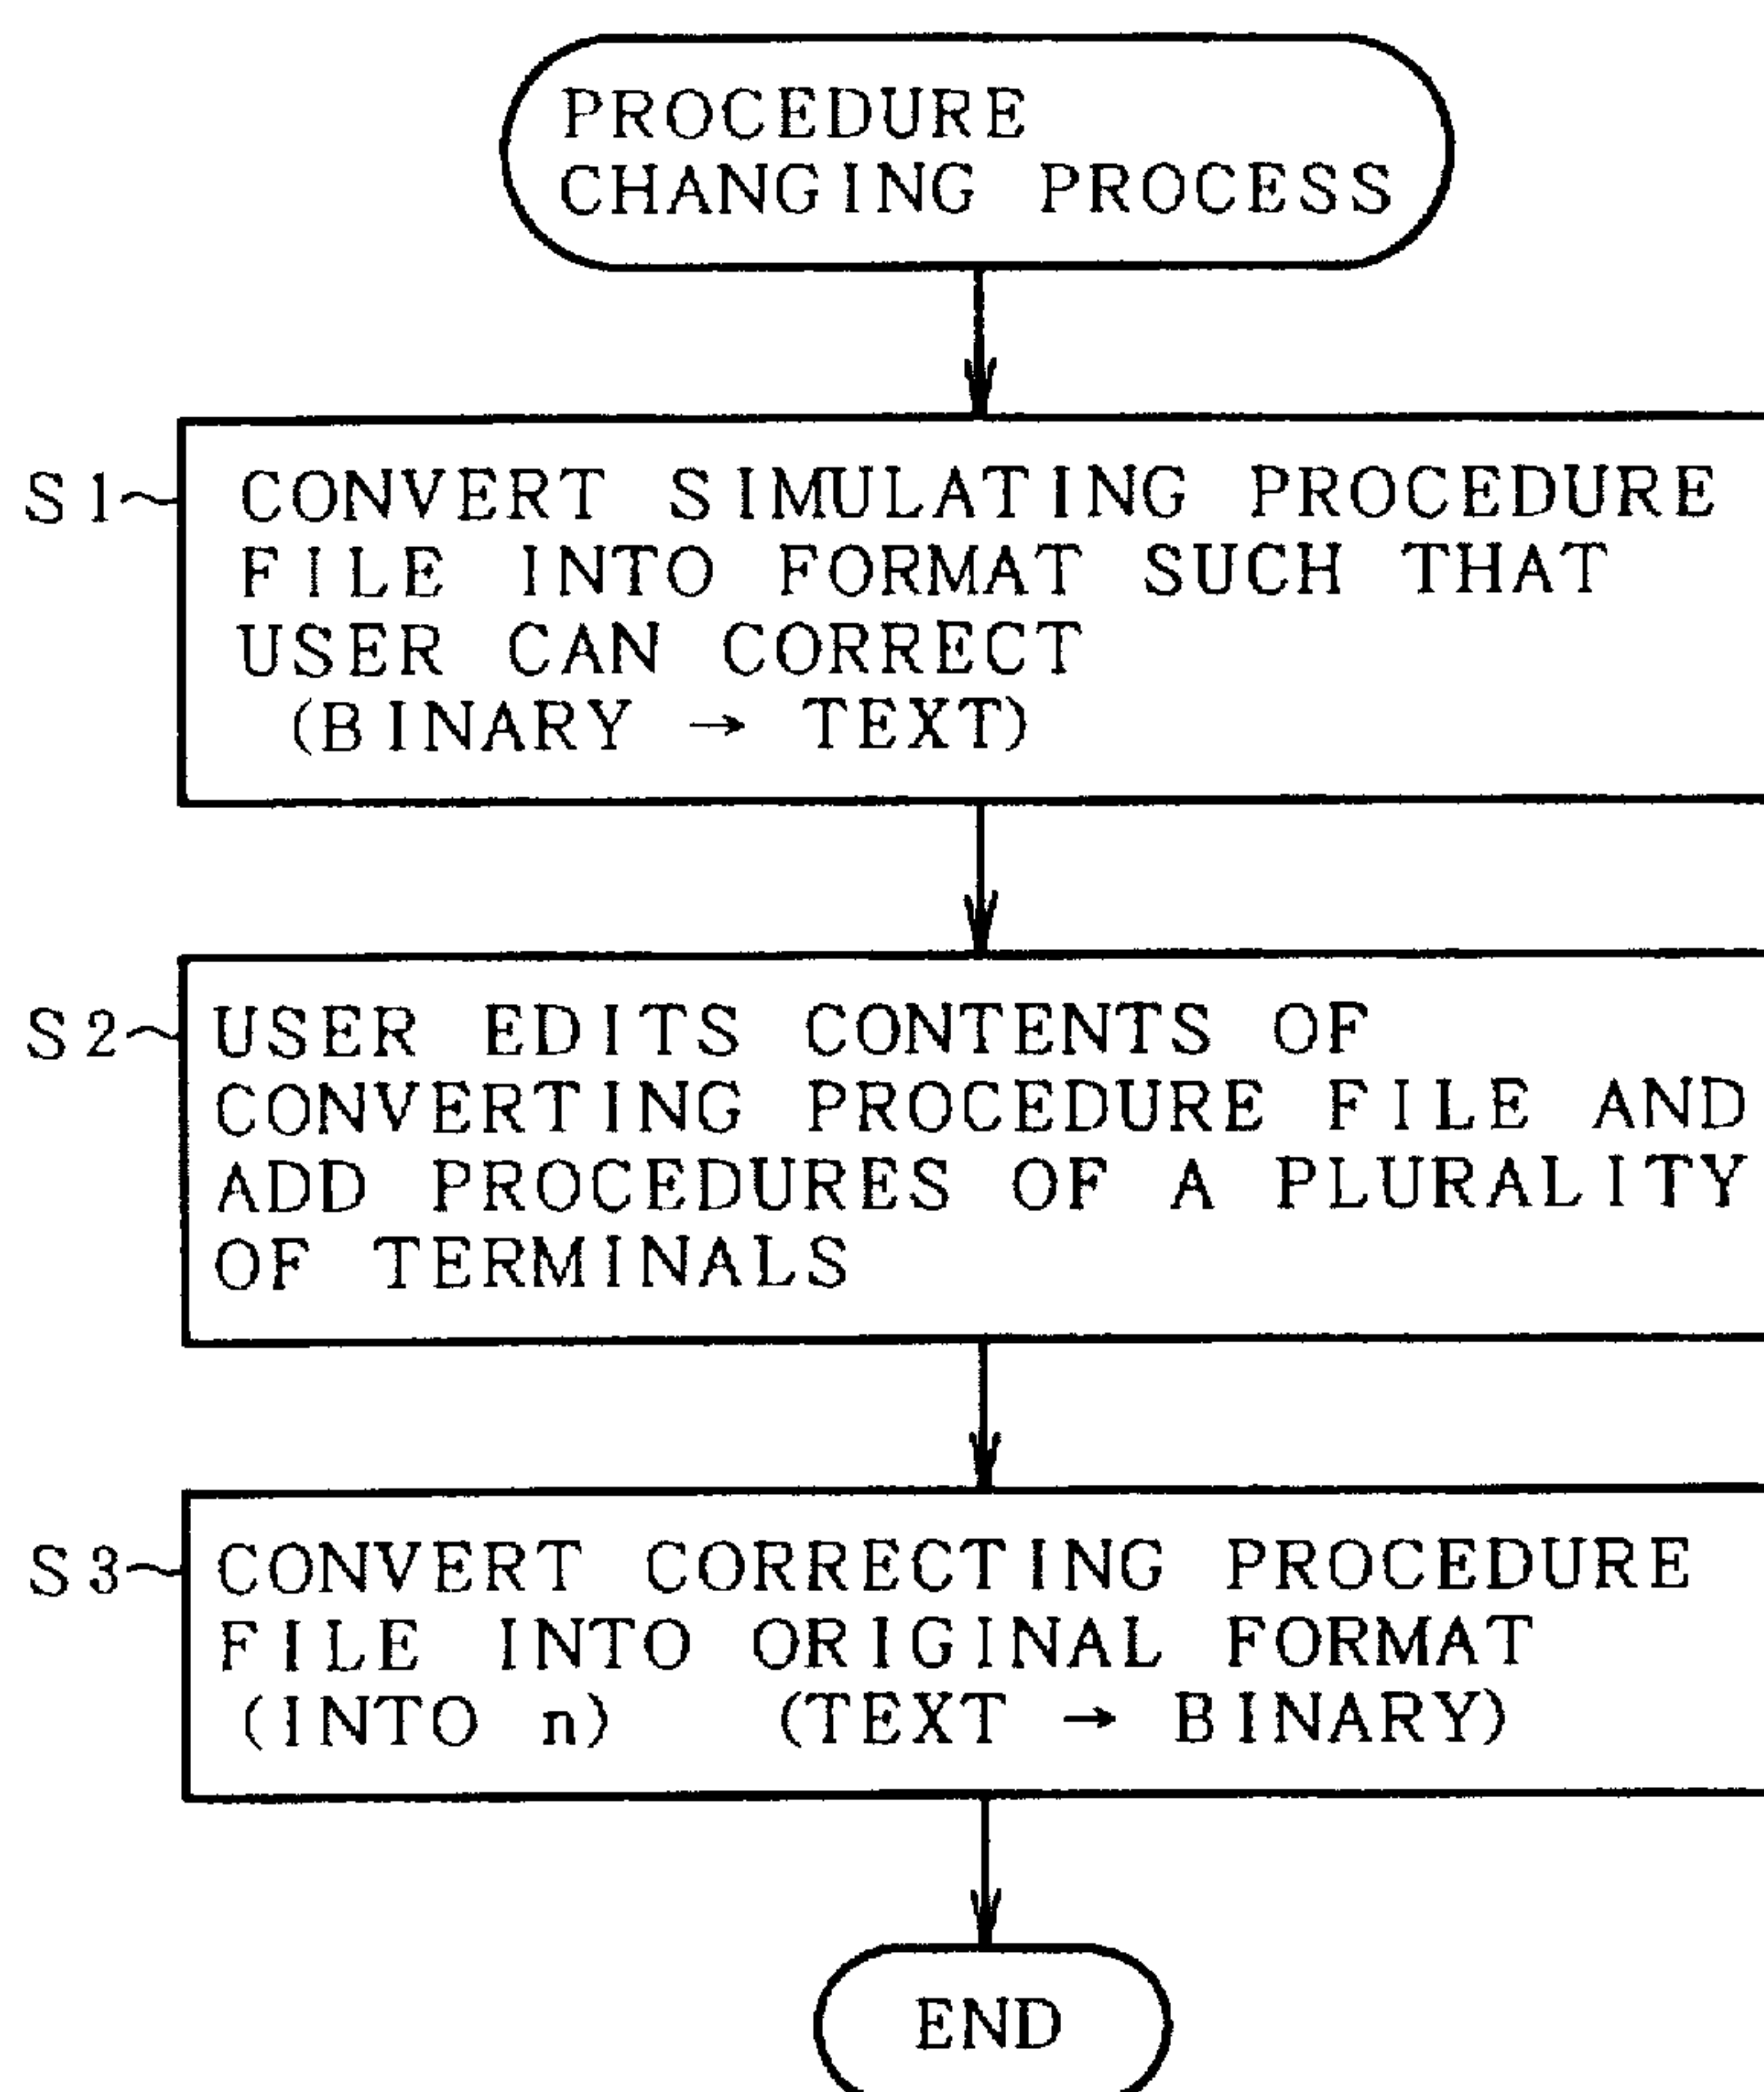 PROCEDURE
CHANGING PROCESS
S1
CONVERT SIMULATING PROCEDURE
FILE INTO FORMAT SUCH THAT
USER CAN CORRECT
(BINARY → TEXT)
S2
USER EDITS CONTENTS OF
CONVERTING PROCEDURE FILE AND
ADD PROCEDURES OF A PLURALITY
OF TERMINALS
S3
CONVERT CORRECTING PROCEDURE
FILE INTO ORIGINAL FORMAT
(INTO n) (TEXT → BINARY)
END